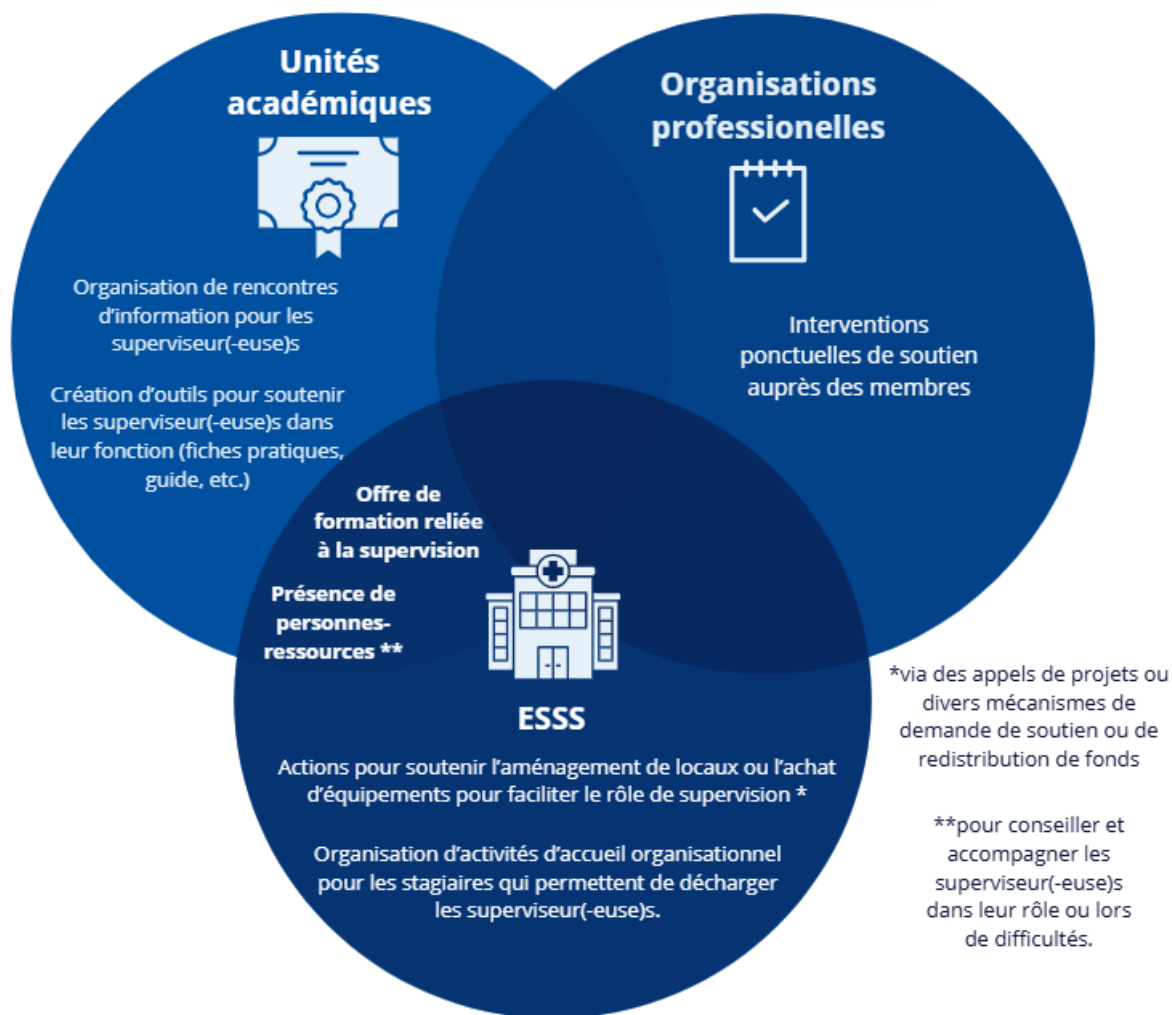 Unités
académiques
Organisation de rencontres
d’information pour les
superviseur(-euse)s
Création d’outils pour soutenir
les superviseur(-euse)s dans
leur fonction (fiches pratiques,
guide, etc.)
Organisations
professionelles
Interventions
ponctuelles de soutien
auprès des membres
Offre de
formation reliée
à la supervision
Présence de
personnes-
ressources **
ESSS
Actions pour soutenir l’aménagement de locaux ou l’achat
d’équipements pour faciliter le rôle de supervision *
Organisation d’activités d’accueil organisationnel
pour les stagiaires qui permettent de décharger
les superviseur(-euse)s.
*via des appels de projets ou
divers mécanismes de
demande de soutien ou de
redistribution de fonds
**pour conseiller et
accompagner les
superviseur(-euse)s
dans leur rôle ou lors
de difficultés.